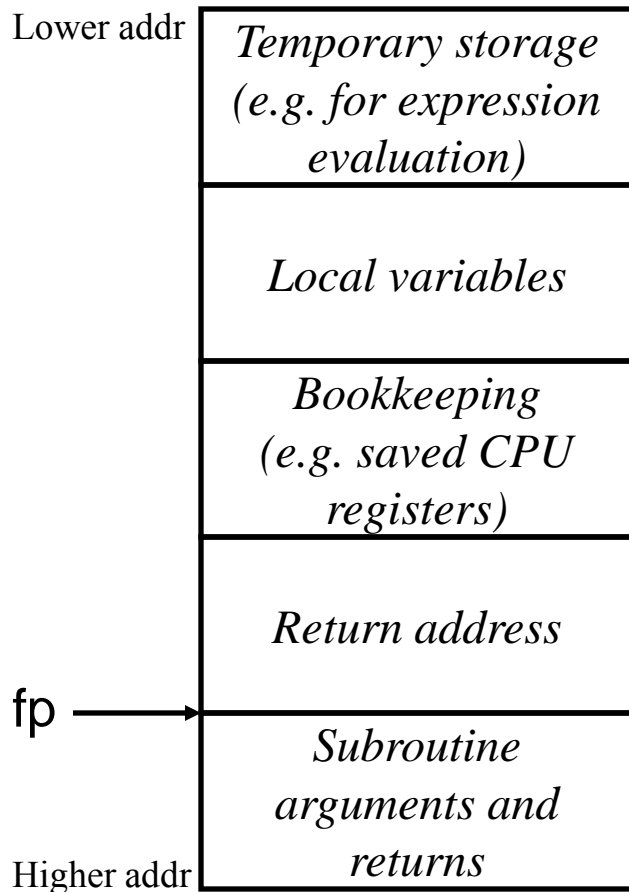 Lower addr
Temporary storage
(e.g. for expression
evaluation)
Local variables
Bookkeeping
(e.g. saved CPU
registers)
Return address
fp
Subroutine
arguments and
returns
Higher addr